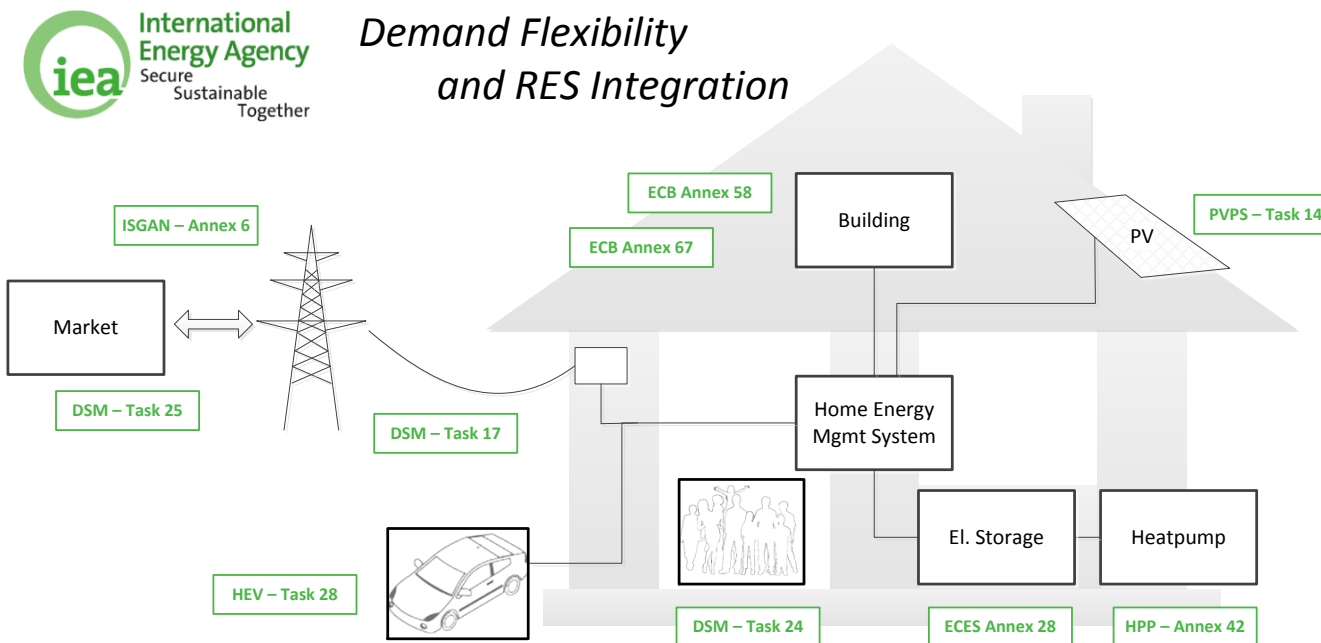 International
Energy Agency
iea
Secure
Sustainable
Together
Demand Flexibility
and RES Integration
ECB Annex 58
ISGAN – Annex 6
ECB Annex 67
Building
PV
PVPS – Task 14
Market
DSM – Task 25
DSM – Task 17
Home Energy
Mgmt System
El. Storage
Heatpump
HEV – Task 28
DSM – Task 24
ECES Annex 28
HPP – Annex 42